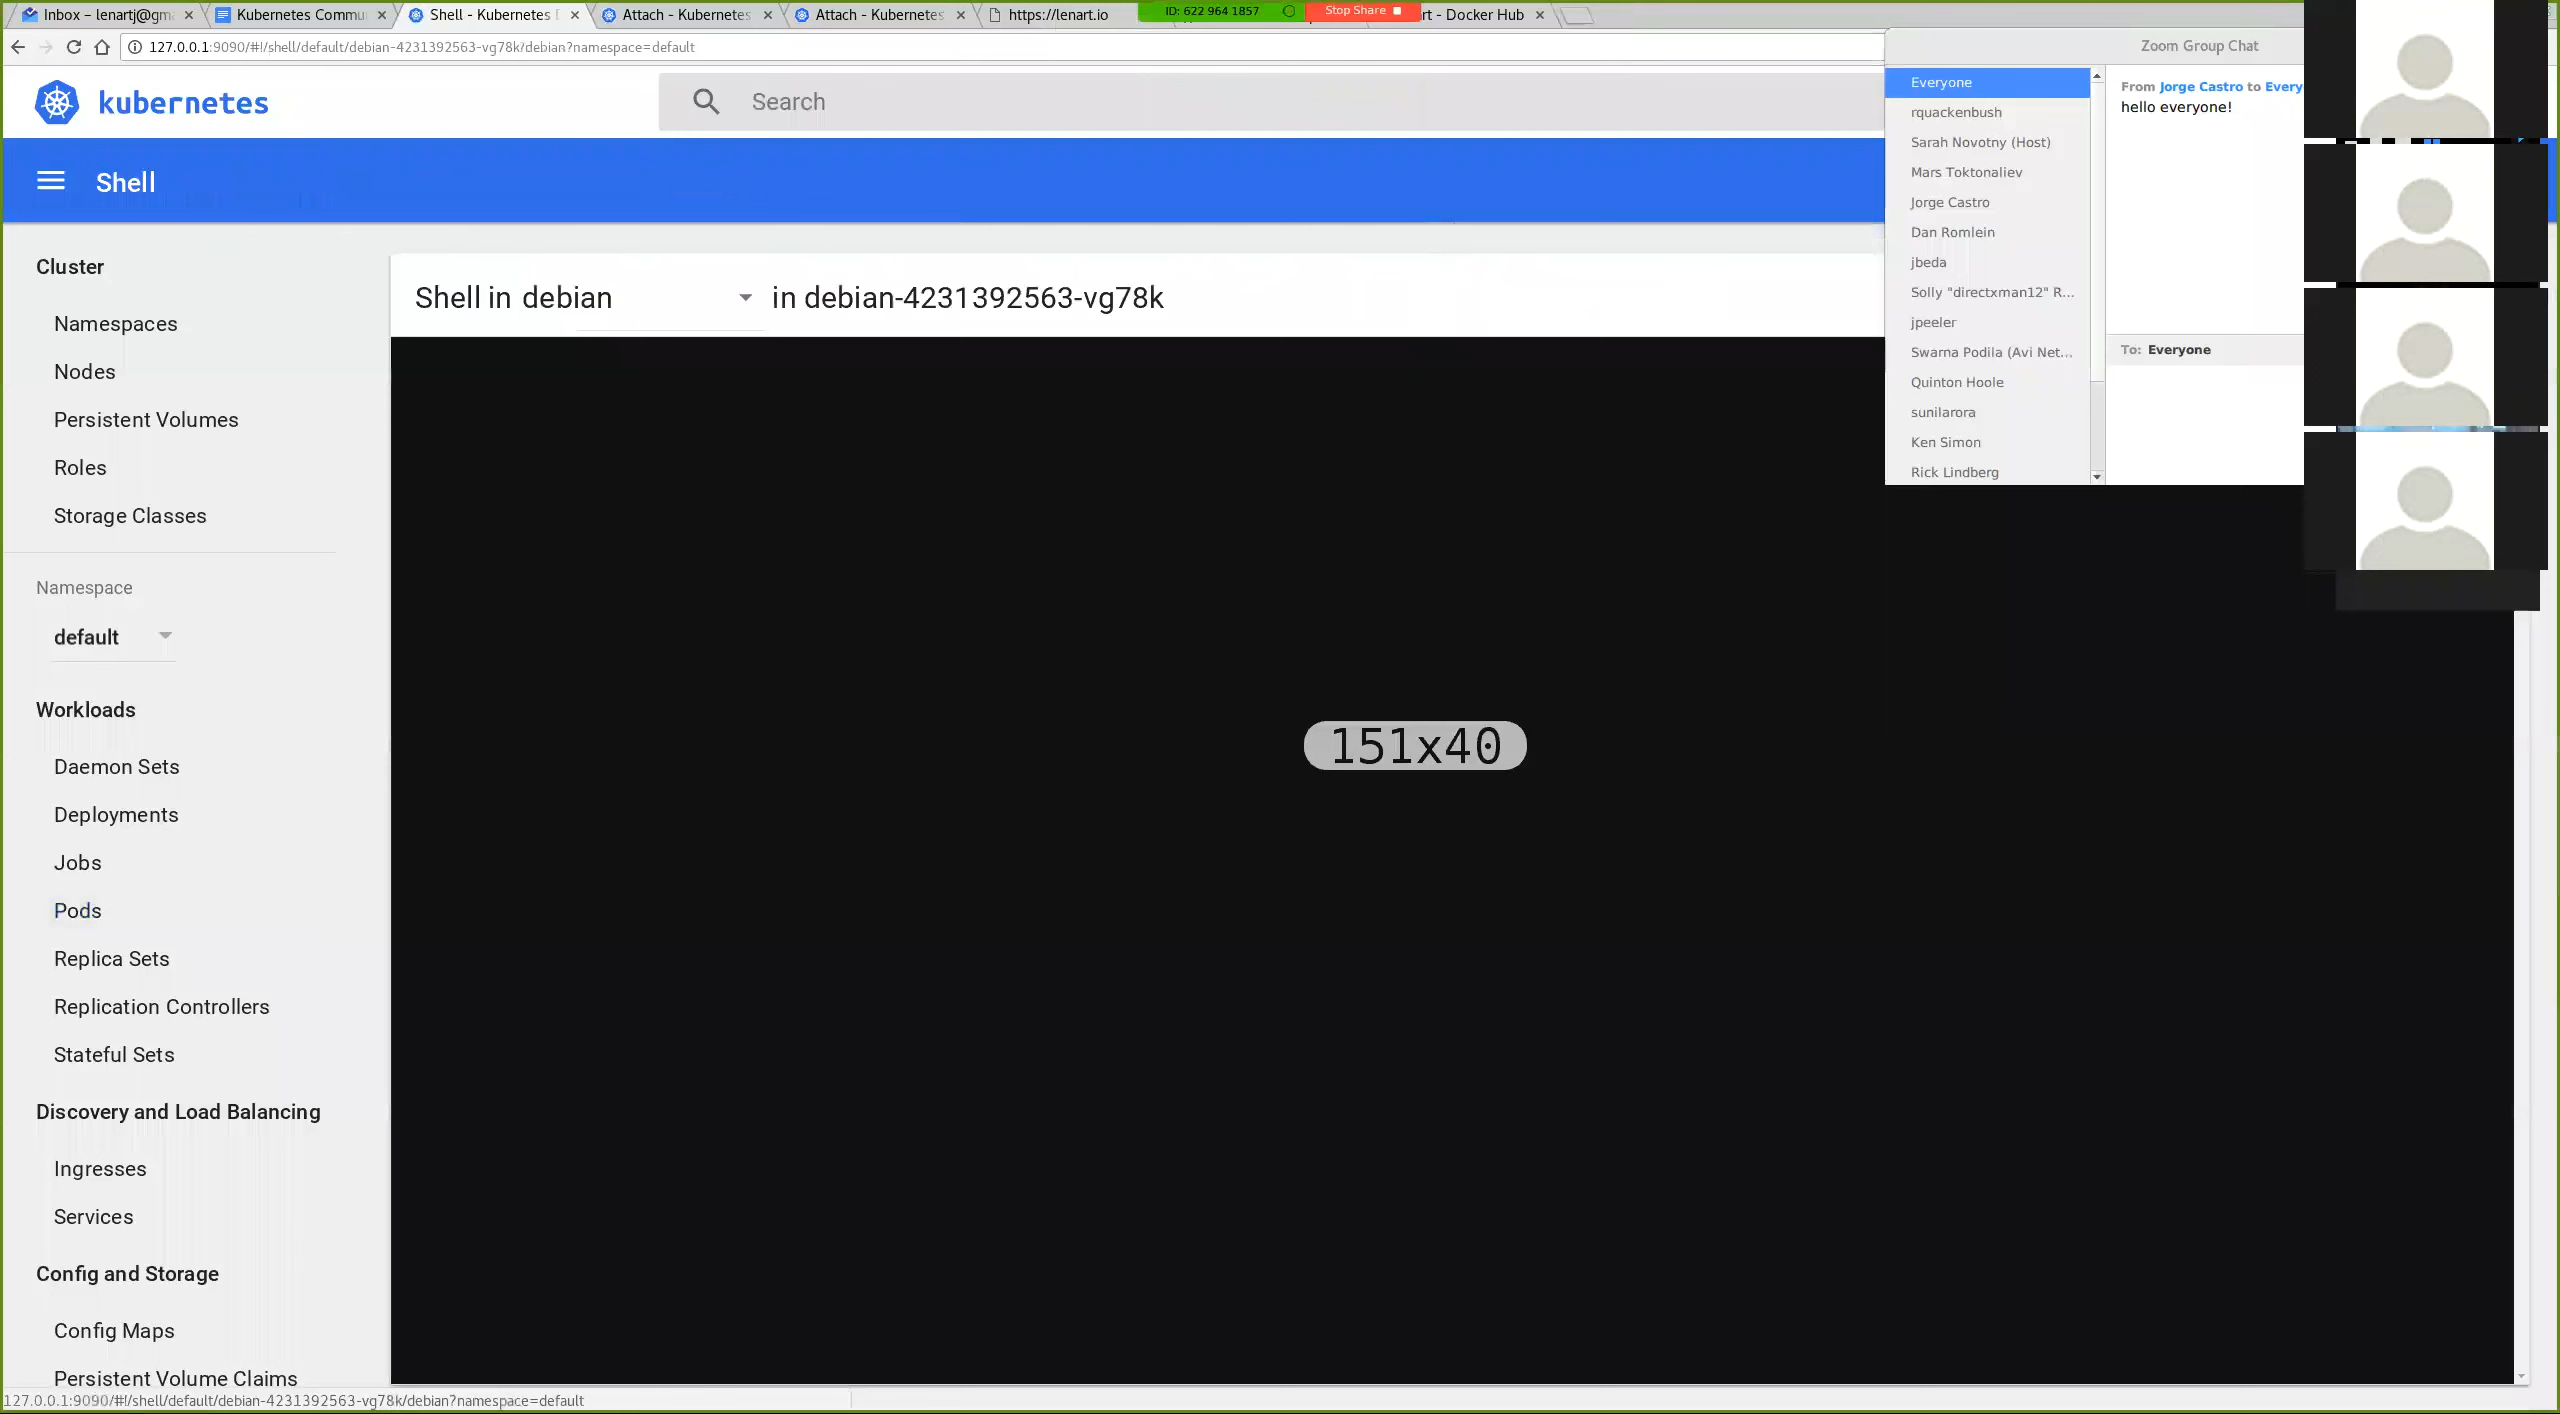 Inbox – lenartj@gm
Kubernetes Commu
Shell - Kubernetes
Attach - Kubernetes
Attach - Kubernetes
https://lenart.io
ID: 622 964 1857
Stop Share
rt - Docker Hub
127.0.0.1:9090/#!/shell/default/debian-4231392563-vg78k/debian?namespace=default
kubernetes
Search
Shell
Cluster
Namespaces
Nodes
Persistent Volumes
Roles
Storage Classes
Namespace
default
Workloads
Daemon Sets
Deployments
Jobs
Pods
Replica Sets
Replication Controllers
Stateful Sets
Discovery and Load Balancing
Ingresses
Services
Config and Storage
Config Maps
Persistent Volume Claims
Shell in debian in debian-4231392563-vg78k
151x40
Zoom Group Chat
Everyone
rquackenbush
Sarah Novotny (Host)
Mars Toktonaliev
Jorge Castro
Dan Romlein
jbeda
Solly "directxman12" R...
jpeeler
Swarna Podila (Avi Net...
Quinton Hoole
sunilarora
Ken Simon
Rick Lindberg
From Jorge Castro to Every
hello everyone!
To: Everyone
127.0.0.1:9090/#!/shell/default/debian-4231392563-vg78k/debian?namespace=default